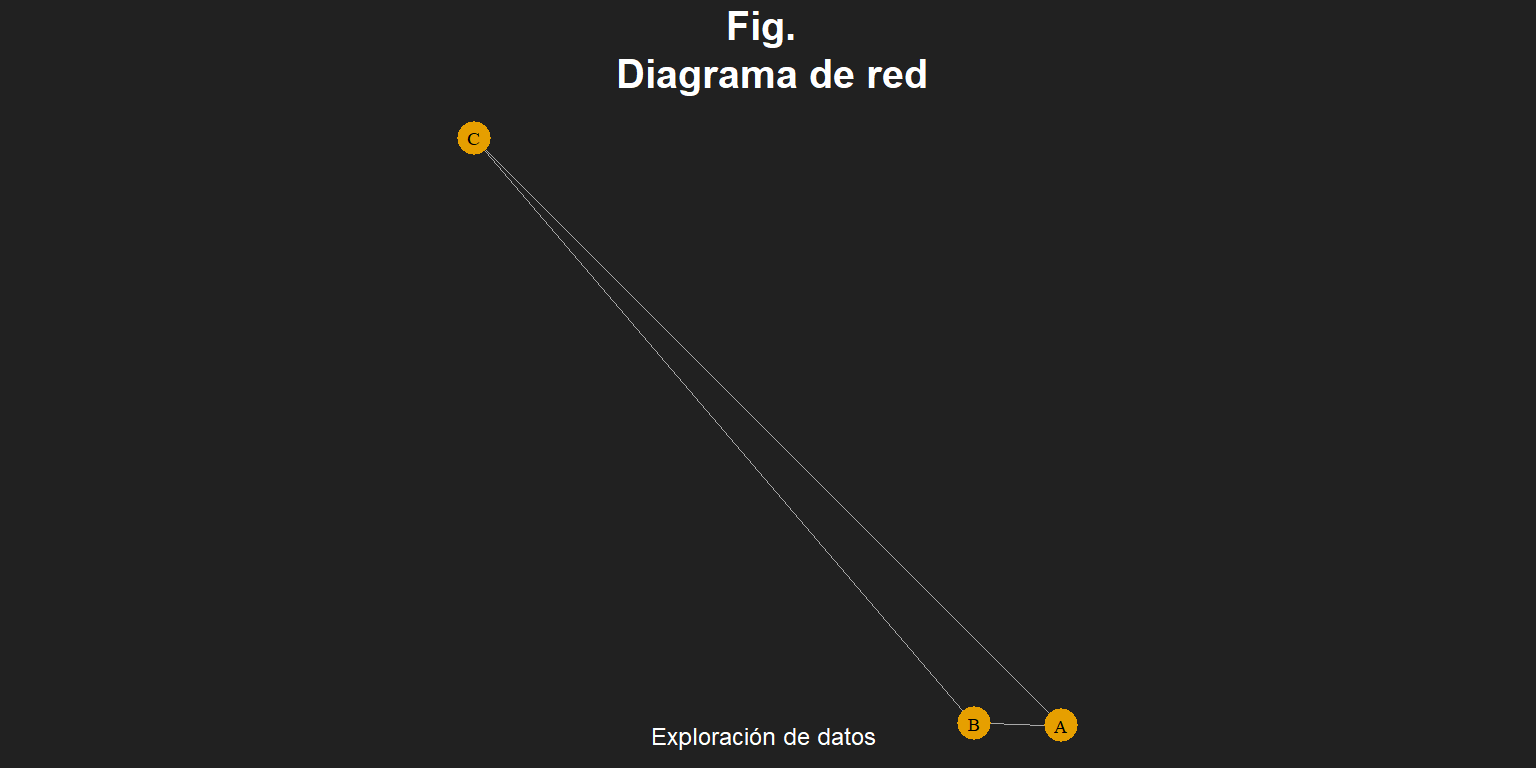 Fig.
Diagrama de red
C
B
A
Exploración de datos